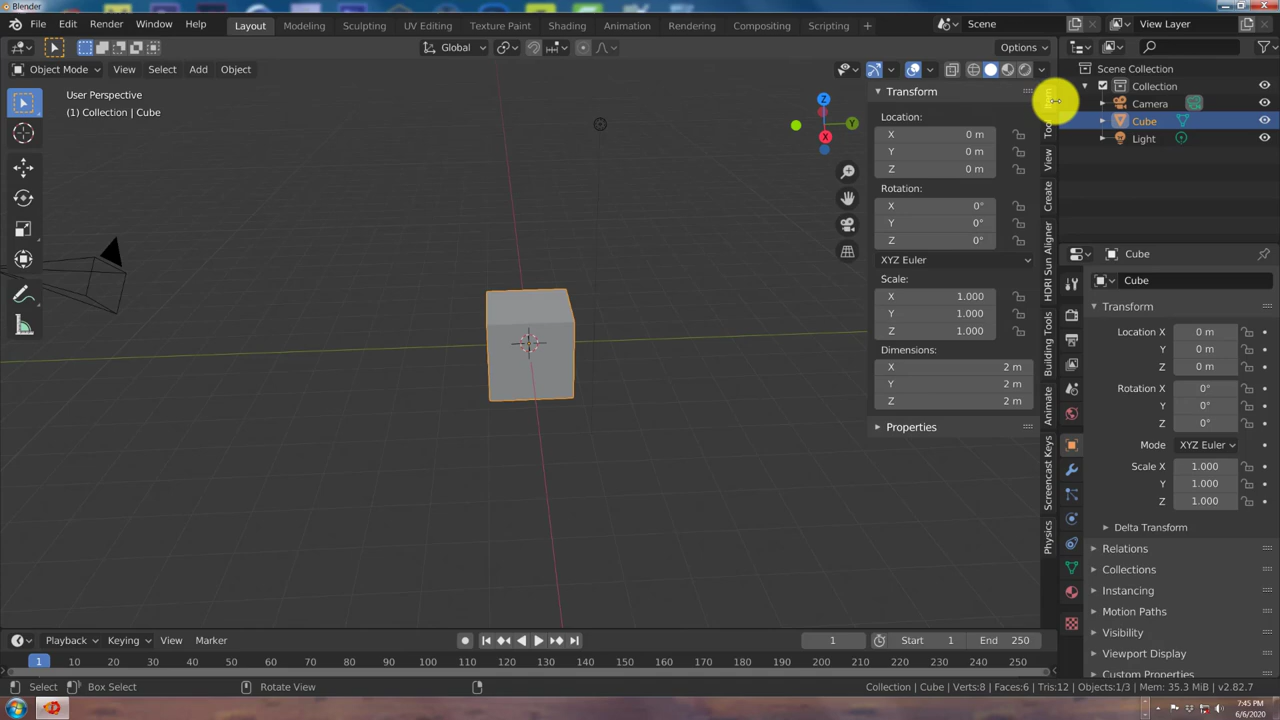 Blender
File Edit Render Window Help
Layout Modeling Sculpting UV Editing Texture Paint Shading Animation Rendering Compositing Scripting +
Scene
View Layer
Global
Options
Object Mode
View Select Add Object
User Perspective
(1) Collection | Cube
Z
Y
X
Transform
Location:
X 0 m
Y 0 m
Z 0 m
Rotation:
X 0°
Y 0°
Z 0°
XYZ Euler
Scale:
X 1.000
Y 1.000
Z 1.000
Dimensions:
X 2 m
Y 2 m
Z 2 m
Properties
Item
Tool
View
Create
HDRI Sun Aligner
Building Tools
Animate
Screencast Keys
Physics
Scene Collection
Collection
Camera
Cube
Light
Cube
Cube
Transform
Location X 0 m
Y 0 m
Z 0 m
Rotation X 0°
Y 0°
Z 0°
Mode XYZ Euler
Scale X 1.000
Y 1.000
Z 1.000
Delta Transform
Relations
Collections
Instancing
Motion Paths
Visibility
Viewport Display
Custom Properties
Playback Keying View Marker
1
Start 1
End 250
1 10 20 30 40 50 60 70 80 90 100 110 120 130 140 150 160 170 180 190 200 210 220 230 240 250
Select
Box Select
Rotate View
Collection | Cube | Verts:8 | Faces:6 | Tris:12 | Objects:1/3 | Mem: 35.3 MiB | v2.82.7
7:45 PM
6/6/2020